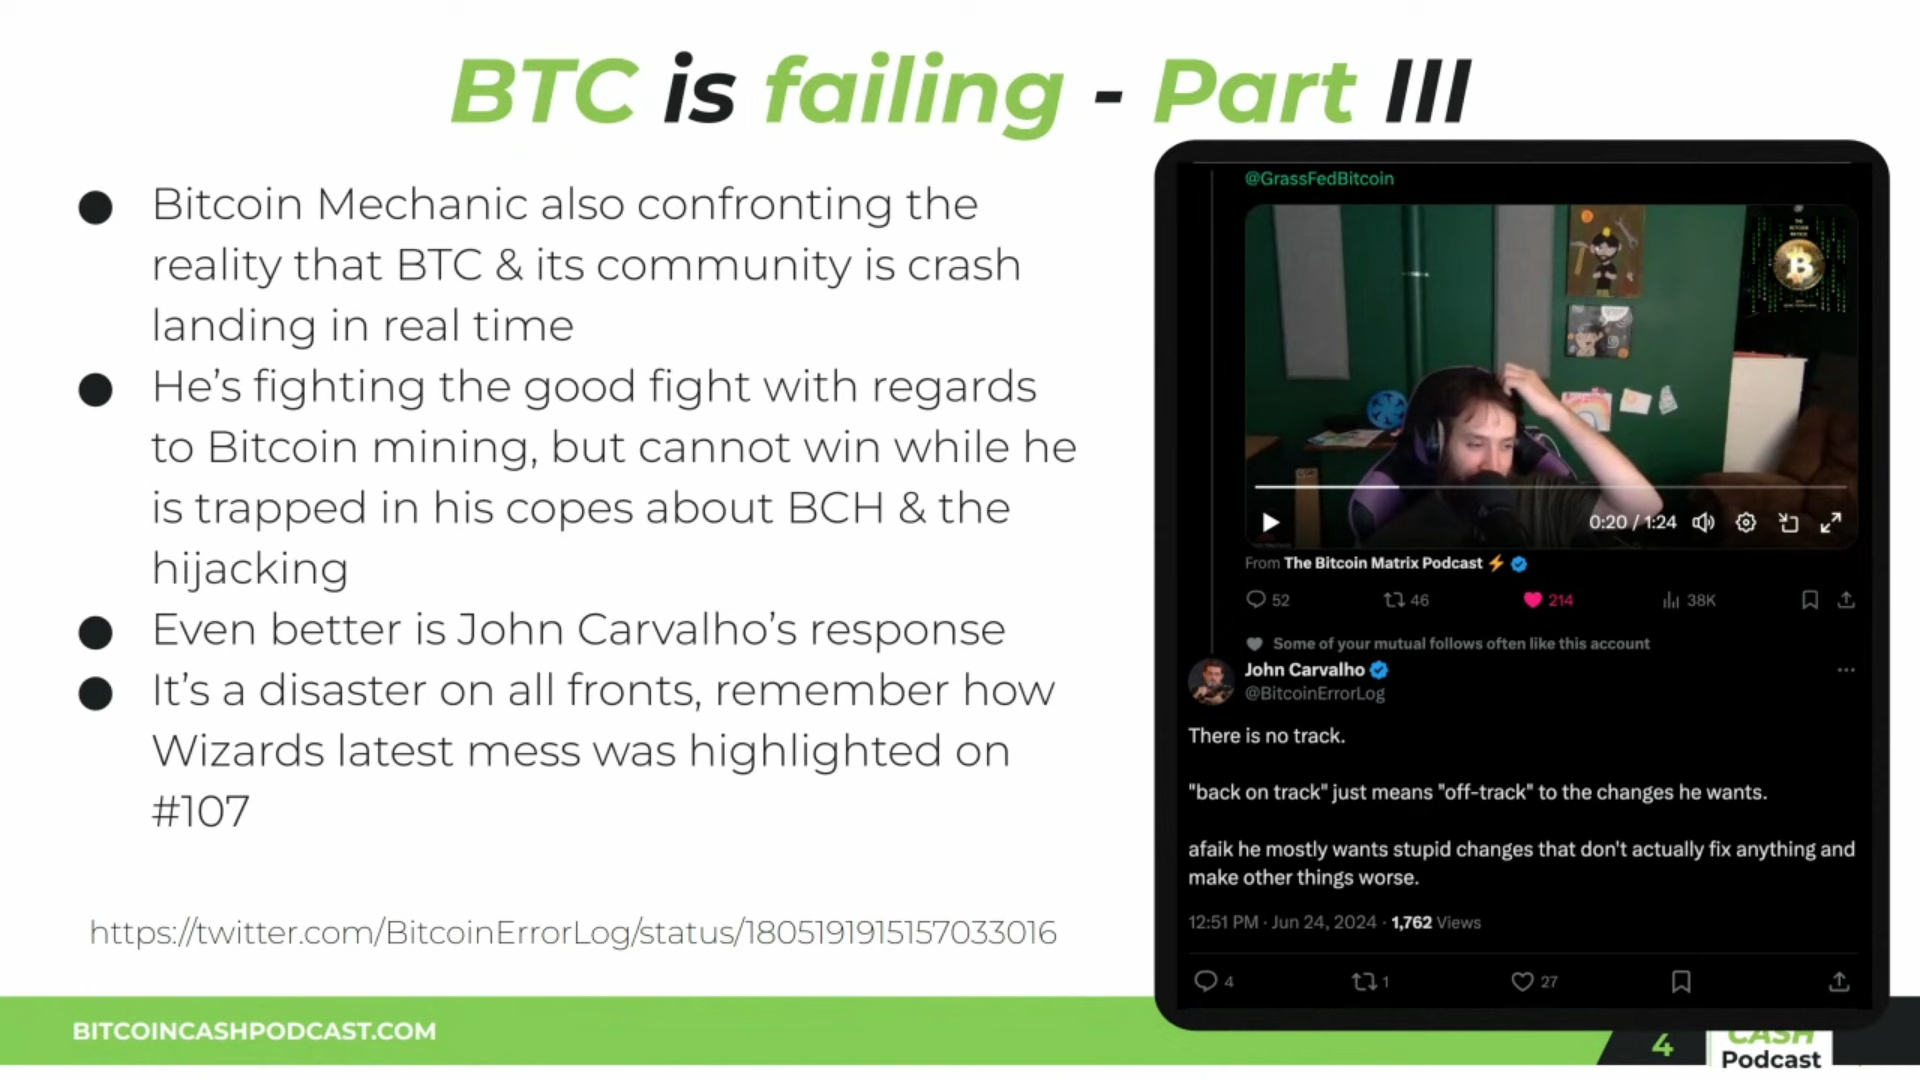 BTC is failing - Part III
Bitcoin Mechanic also confronting the
reality that BTC & its community is crash
landing in real time
He's fighting the good fight with regards
to Bitcoin mining, but cannot win while he
is trapped in his copes about BCH & the
hijacking
Even better is John Carvalho's response
It's a disaster on all fronts, remember how
Wizards latest mess was highlighted on
#107
https://twitter.com/BitcoinErrorLog/status/1805191915157033016
@GrassFedBitcoin
0:20 / 1:24
From The Bitcoin Matrix Podcast⚡
52 46 214 38K
Some of your mutual follows often like this account
John Carvalho
@BitcoinErrorLog
There is no track.
"back on track" just means "off-track" to the changes he wants.
afaik he mostly wants stupid changes that don't actually fix anything and
make other things worse.
12:51 PM · Jun 24, 2024 · 1,762 Views
4 1 27
BITCOINCASHPODCAST.COM
4
CASH
Podcast